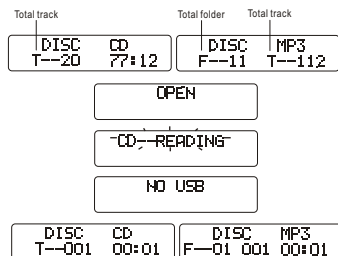 Total track
Total folder
Total track
DISC CD
T--20 77:12
DISC MP3
F--11 T--112
OPEN
CD--READING
NO USB
DISC CD
T--001 00:01
DISC MP3
F--01 001 00:01